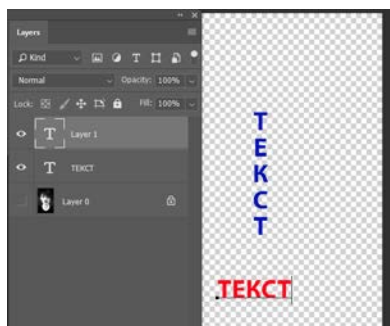 Layers
Kind
Normal
Opacity: 100%
Lock:
Fill: 100%
Layer 1
ТЕКСТ
Layer 0
Т
Е
К
С
Т
ТЕКСТ